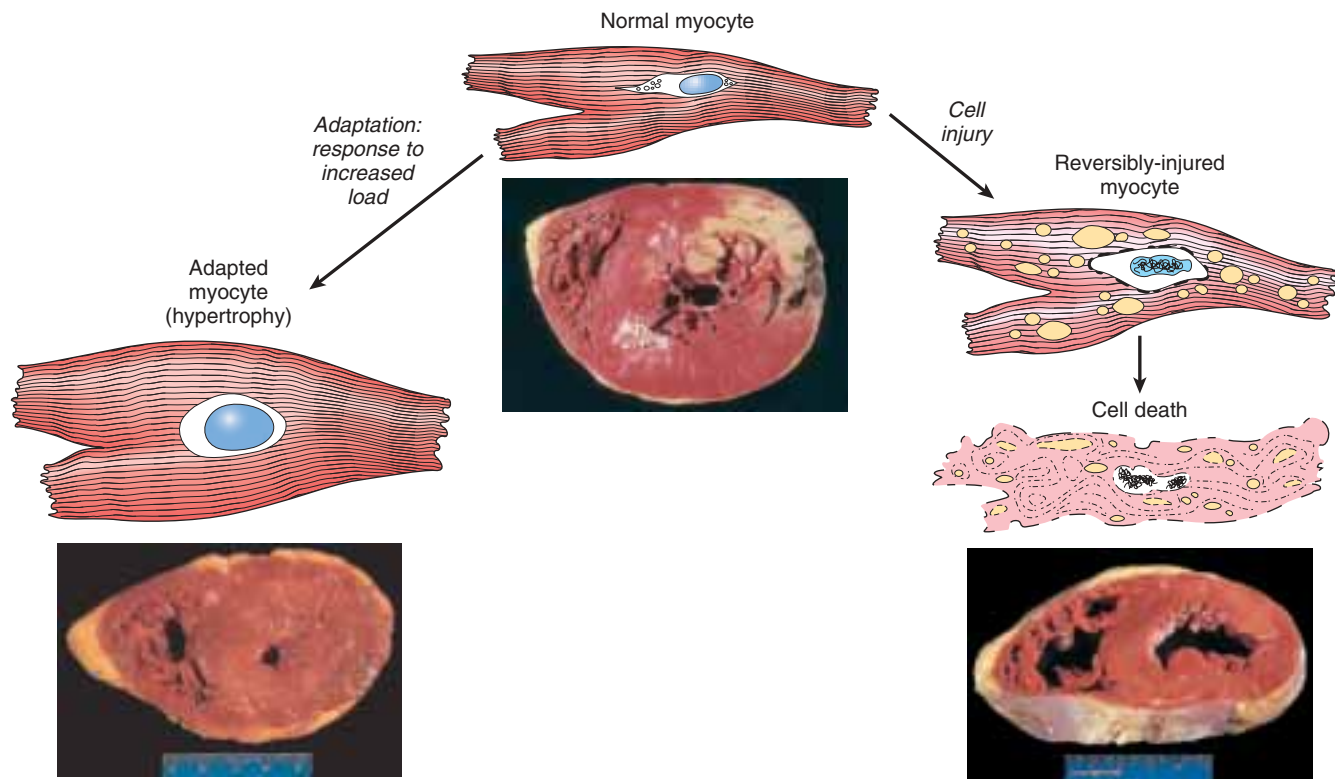 Normal myocyte
Adaptation:
response to
increased
load
Cell
injury
Reversibly-injured
myocyte
Adapted
myocyte
(hypertrophy)
Cell death